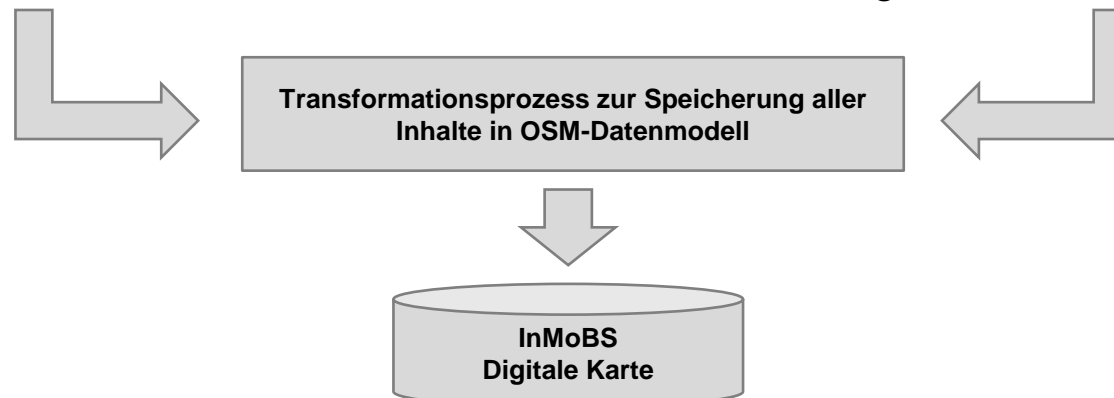 Transformationsprozess zur Speicherung aller
Inhalte in OSM-Datenmodell
InMoBS
Digitale Karte